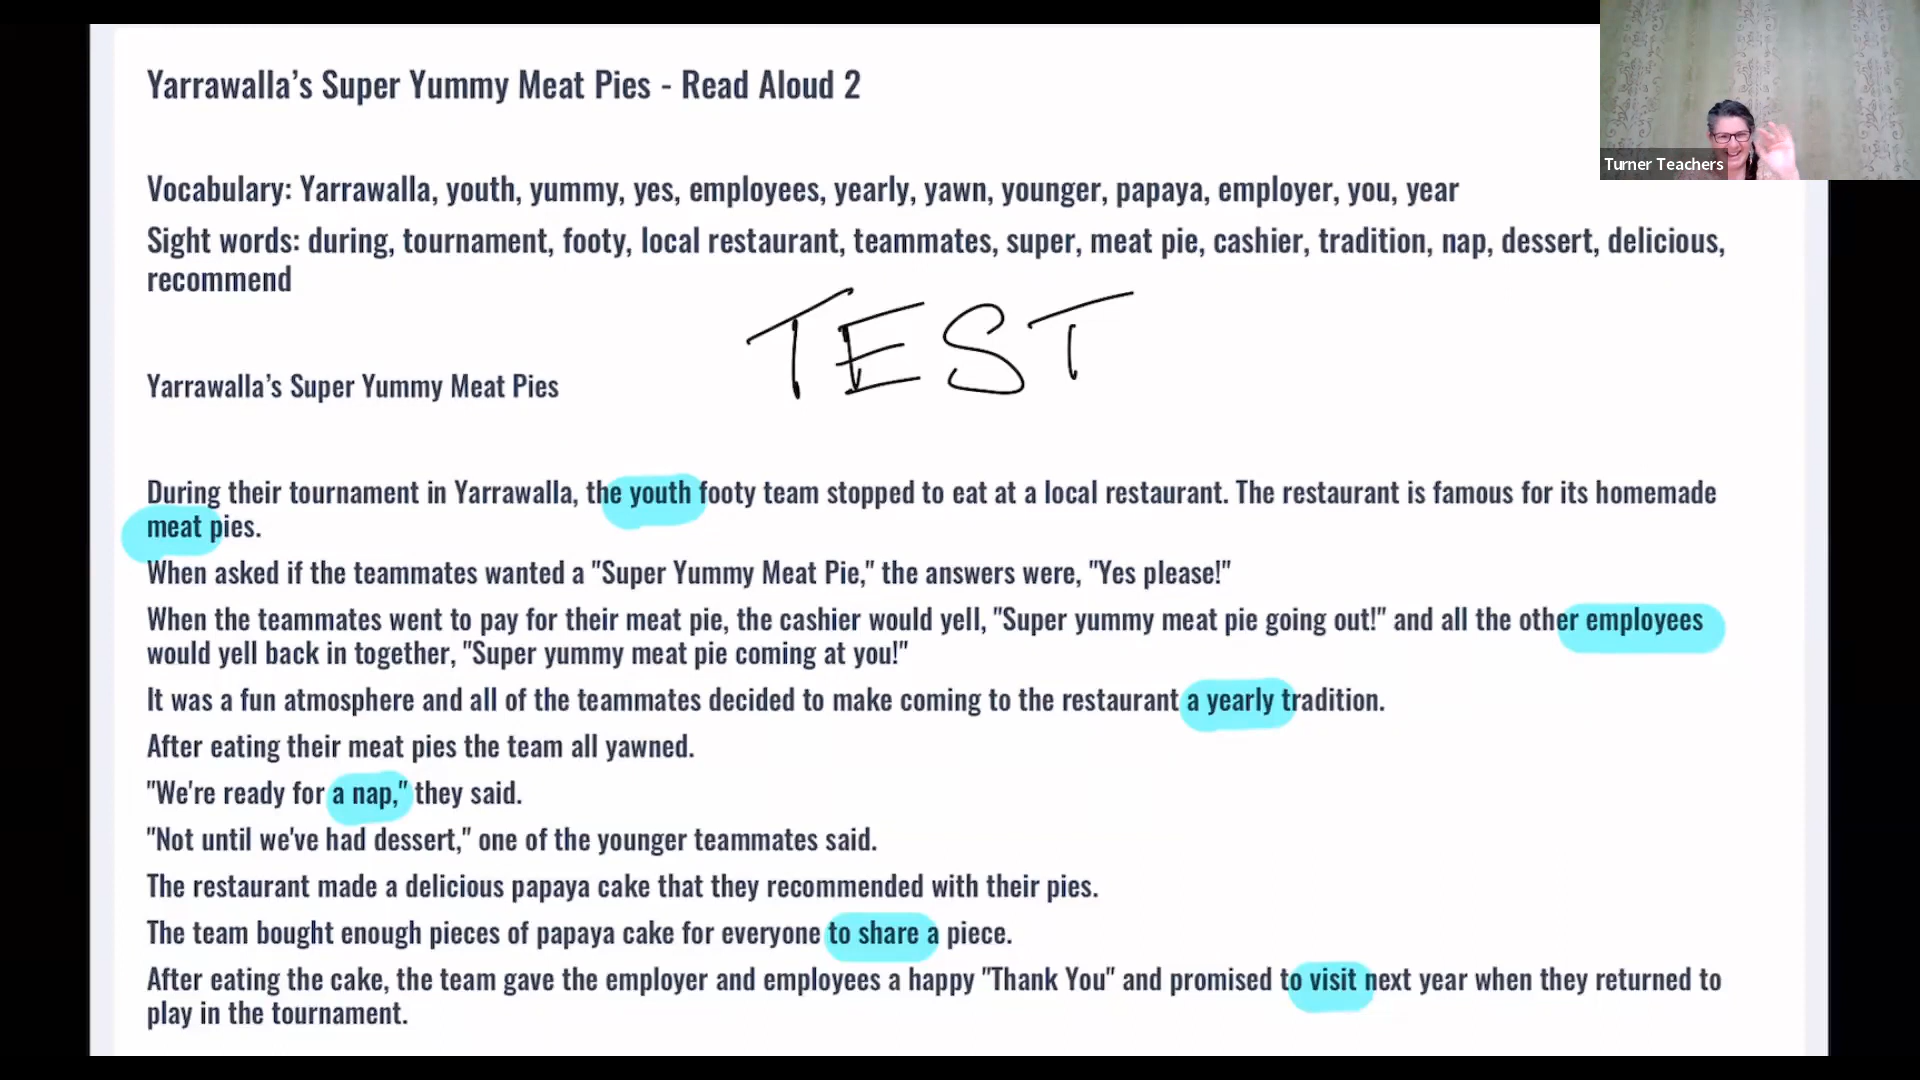 Turner Teachers
Yarrawalla’s Super Yummy Meat Pies - Read Aloud 2
Vocabulary: Yarrawalla, youth, yummy, yes, employees, yearly, yawn, younger, papaya, employer, you, year
Sight words: during, tournament, footy, local restaurant, teammates, super, meat pie, cashier, tradition, nap, dessert, delicious,
recommend
TEST
Yarrawalla’s Super Yummy Meat Pies
During their tournament in Yarrawalla, the youth footy team stopped to eat at a local restaurant. The restaurant is famous for its homemade
meat pies.
When asked if the teammates wanted a "Super Yummy Meat Pie," the answers were, "Yes please!"
When the teammates went to pay for their meat pie, the cashier would yell, "Super yummy meat pie going out!" and all the other employees
would yell back in together, "Super yummy meat pie coming at you!"
It was a fun atmosphere and all of the teammates decided to make coming to the restaurant a yearly tradition.
After eating their meat pies the team all yawned.
"We're ready for a nap," they said.
"Not until we've had dessert," one of the younger teammates said.
The restaurant made a delicious papaya cake that they recommended with their pies.
The team bought enough pieces of papaya cake for everyone to share a piece.
After eating the cake, the team gave the employer and employees a happy "Thank You" and promised to visit next year when they returned to
play in the tournament.